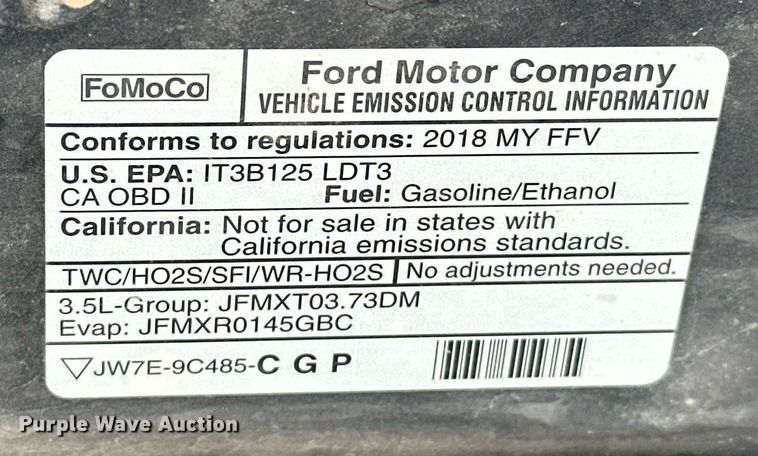 FoMoCo
Ford Motor Company
VEHICLE EMISSION CONTROL INFORMATION
Conforms to regulations: 2018 MY FFV
U.S. EPA: IT3B125 LDT3
CA OBD II Fuel: Gasoline/Ethanol
California: Not for sale in states with
California emissions standards.
TWC/HO2S/SFI/WR-HO2S No adjustments needed.
3.5L-Group: JFMXT03.73DM
Evap: JFMXR0145GBC
▽JW7E-9C485-C G P
Purple Wave Auction